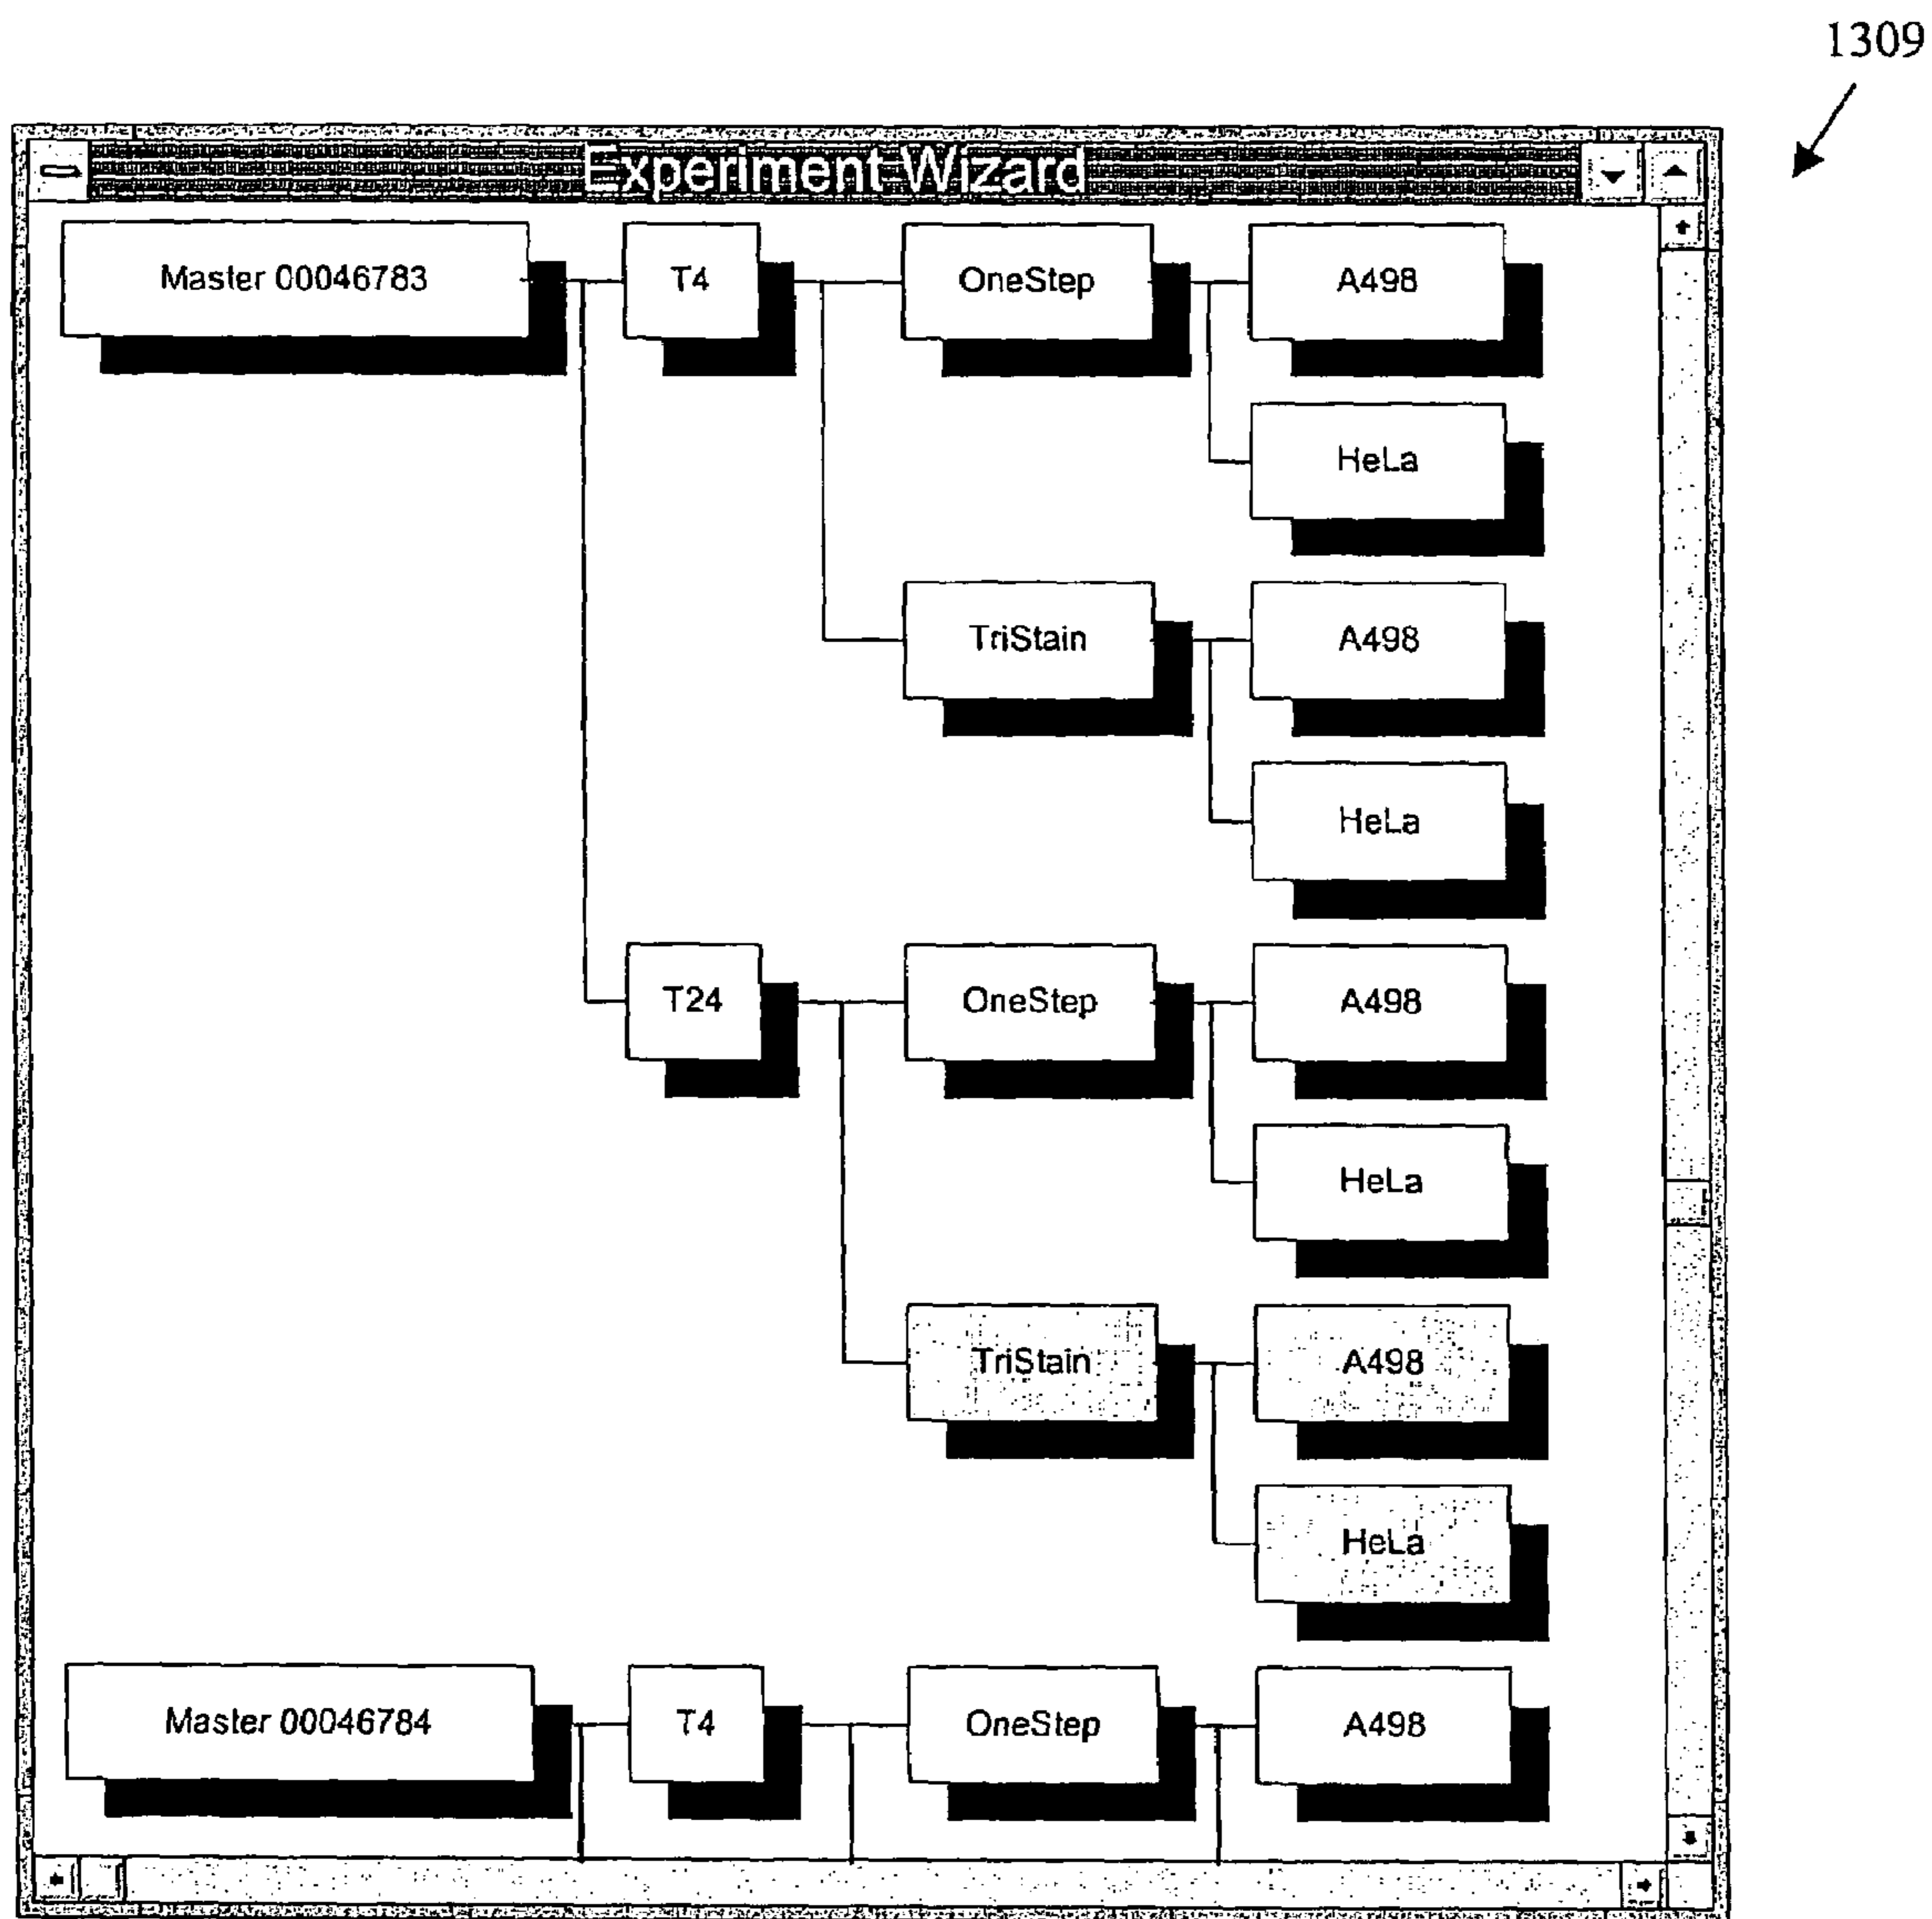 1309
Experiment Wizard
Master 00046783 T4 OneStep A498
HeLa
TriStain A498
HeLa
T24 OneStep A498
HeLa
TriStain A498
HeLa
Master 00046784 T4 OneStep A498